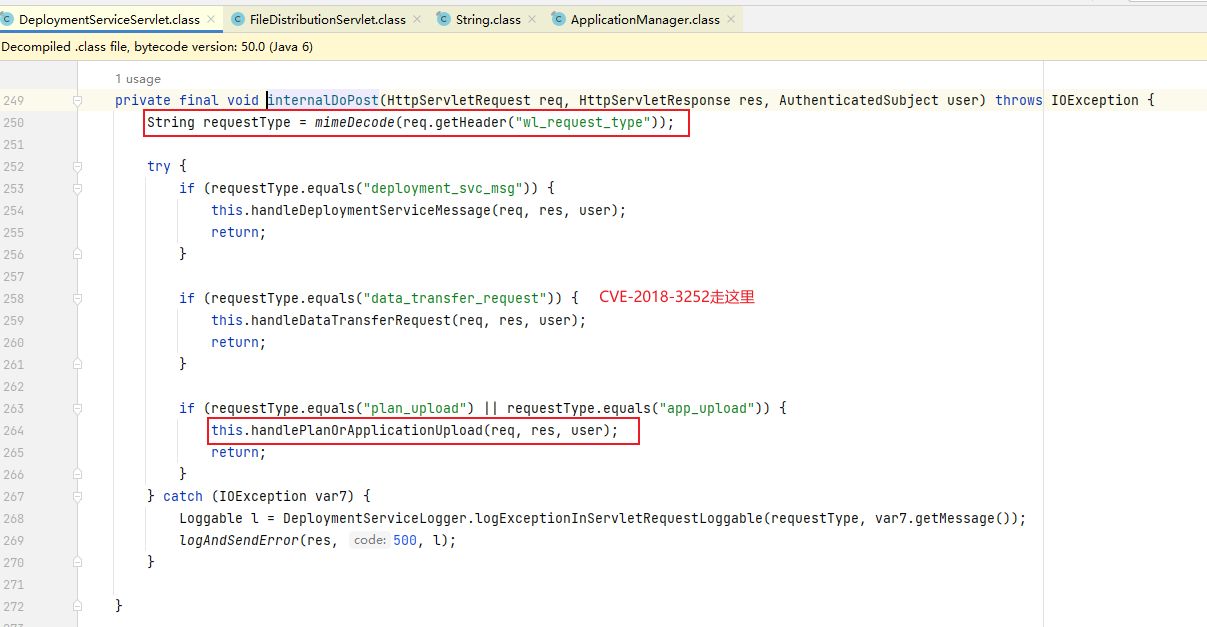 DeploymentServiceServlet.class × FileDistributionServlet.class × String.class × ApplicationManager.class ×
Decompiled .class file, bytecode version: 50.0 (Java 6)
1 usage
249 private final void internalDoPost(HttpServletRequest req, HttpServletResponse res, AuthenticatedSubject user) throws IOException {
250 String requestType = mimeDecode(req.getHeader("wl_request_type"));
251
252 try {
253 if (requestType.equals("deployment_svc_msg")) {
254 this.handleDeploymentServiceMessage(req, res, user);
255 return;
256 }
257
258 if (requestType.equals("data_transfer_request")) { CVE-2018-3252走这里
259 this.handleDataTransferRequest(req, res, user);
260 return;
261 }
262
263 if (requestType.equals("plan_upload") || requestType.equals("app_upload")) {
264 this.handlePlanOrApplicationUpload(req, res, user);
265 return;
266 }
267 } catch (IOException var7) {
268 Loggable l = DeploymentServiceLogger.logExceptionInServletRequestLoggable(requestType, var7.getMessage());
269 logAndSendError(res, code: 500, l);
270 }
271
272 }